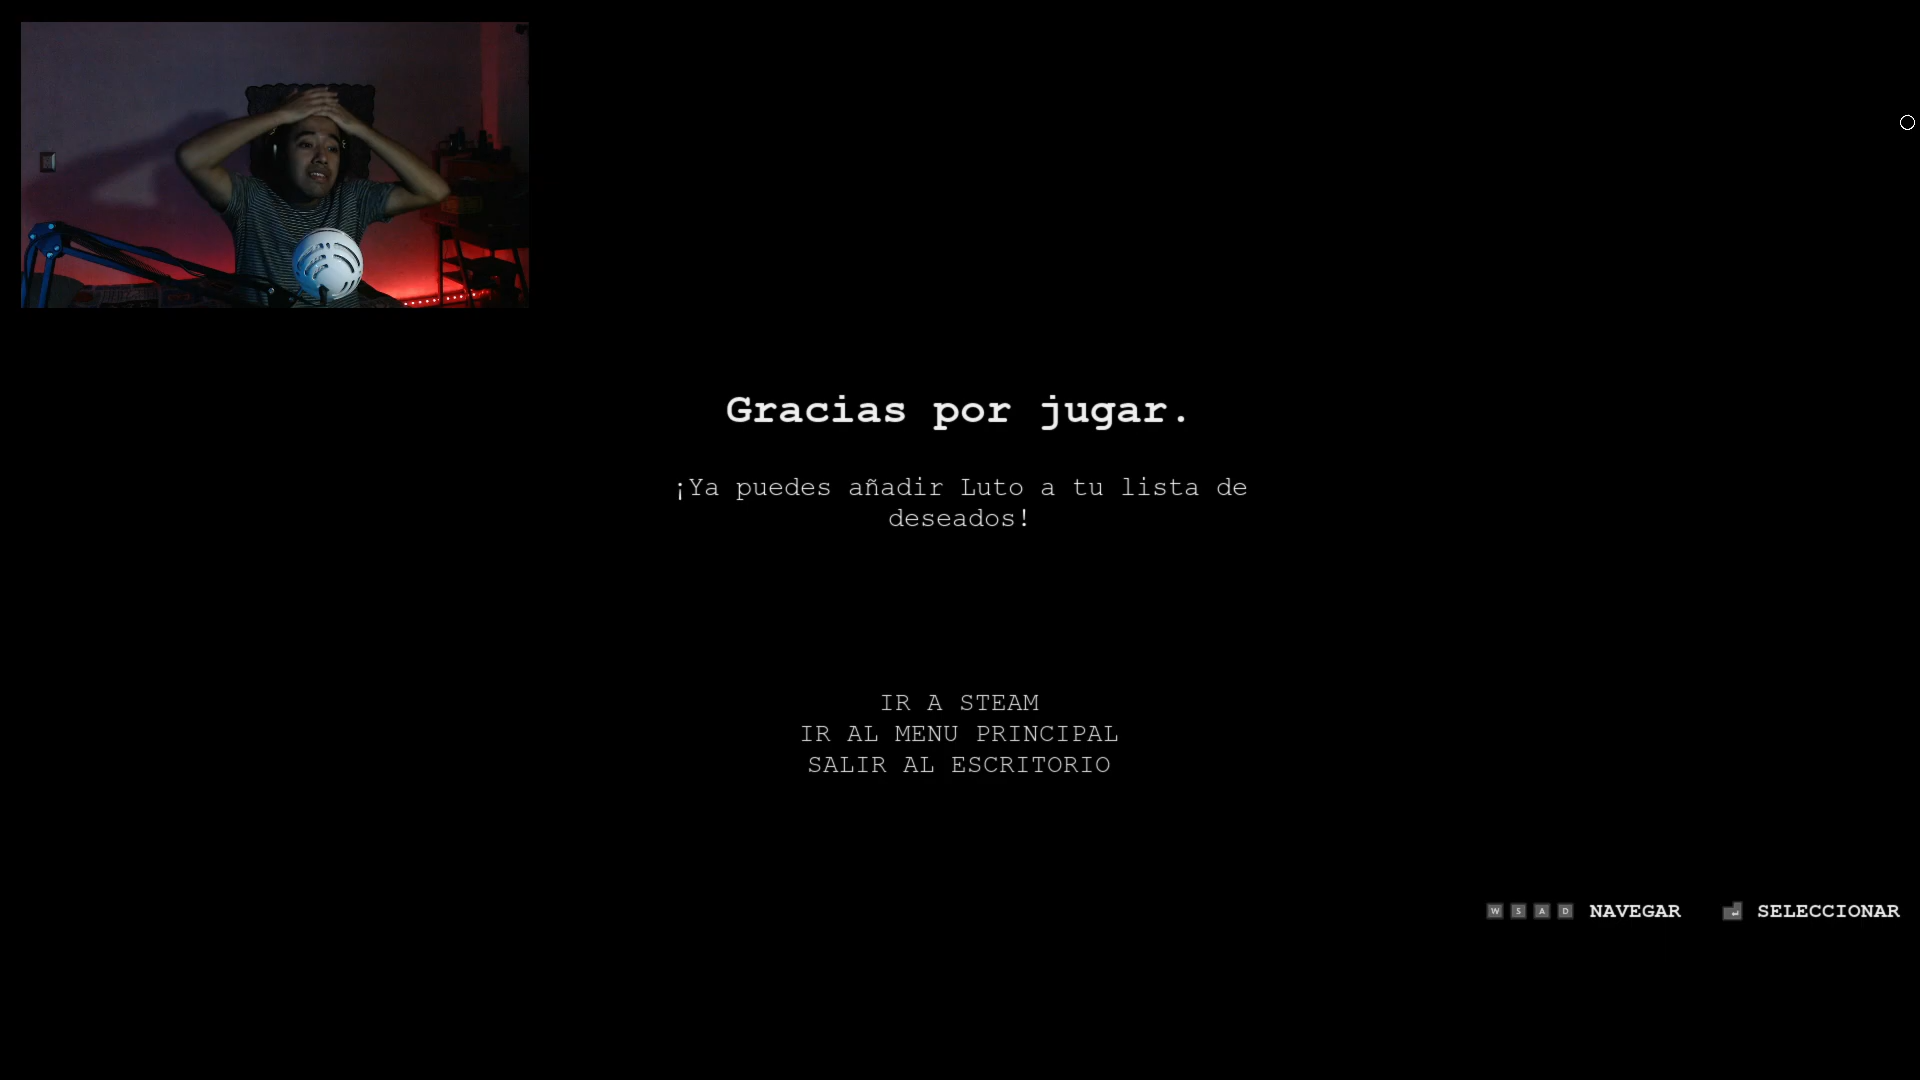 Gracias por jugar.
¡Ya puedes añadir Luto a tu lista de
deseados!
IR A STEAM
IR AL MENU PRINCIPAL
SALIR AL ESCRITORIO
W S A D NAVEGAR SELECCIONAR